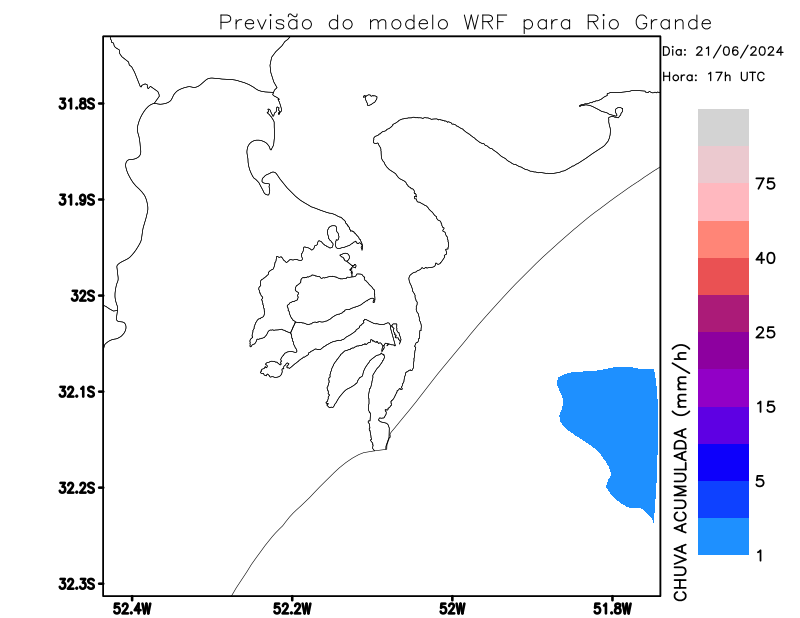 Previsão do modelo WRF para Rio Grande
Dia: 21/06/2024
Hora: 17h UTC
31.8S
31.9S
32S
32.1S
32.2S
32.3S
52.4W
52.2W
52W
51.8W
75
40
25
15
5
1
CHUVA ACUMULADA (mm/h)